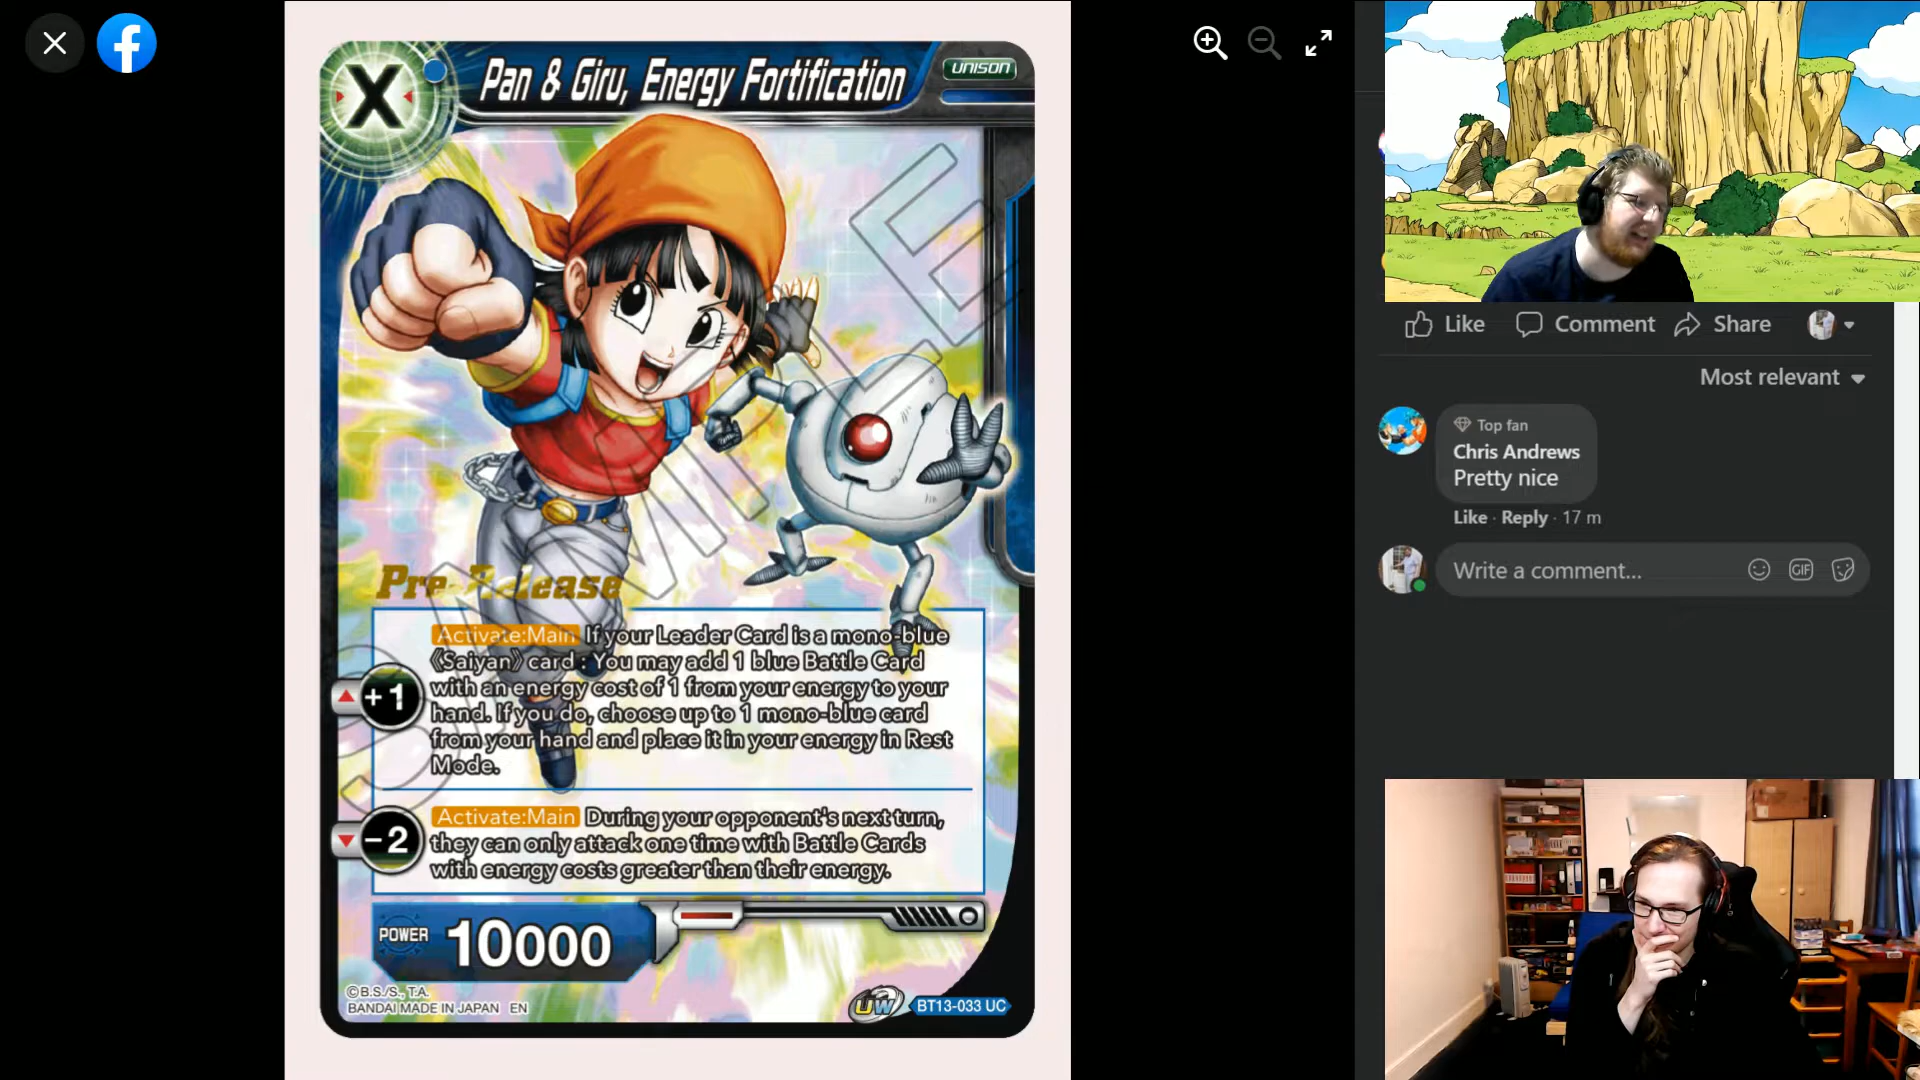 X
Pan & Giru, Energy Fortification
UNISON
SAMPLE
Pre-Release
+1
Activate:Main If your Leader Card is a mono-blue
《Saiyan》 card : You may add 1 blue Battle Card
with an energy cost of 1 from your energy to your
hand. If you do, choose up to 1 mono-blue card
from your hand and place it in your energy in Rest
Mode.
-2
Activate:Main During your opponent's next turn,
they can only attack one time with Battle Cards
with energy costs greater than their energy.
POWER 10000
©B.S./S., T.A.
BANDAI MADE IN JAPAN EN
UW
BT13-033 UC
Like Comment Share
Most relevant
Top fan
Chris Andrews
Pretty nice
Like · Reply · 17 m
Write a comment...
GIF